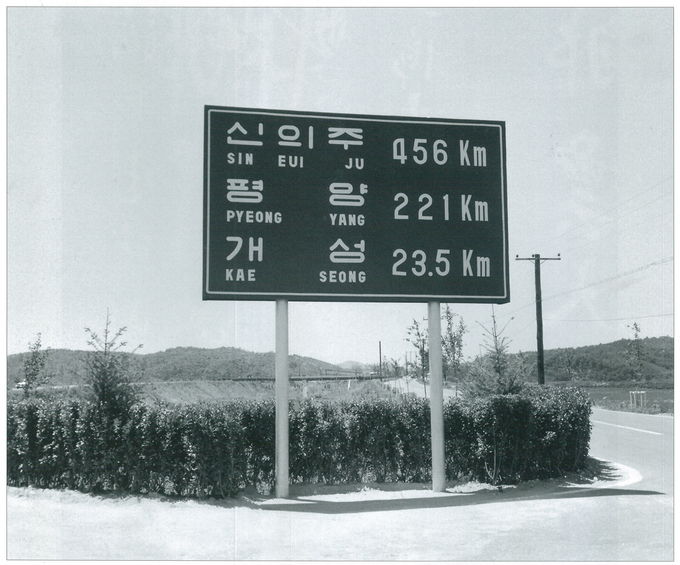 신의주 456 Km
SIN EUI JU
평양 221 Km
PYEONG YANG
개성 23.5 Km
KAE SEONG